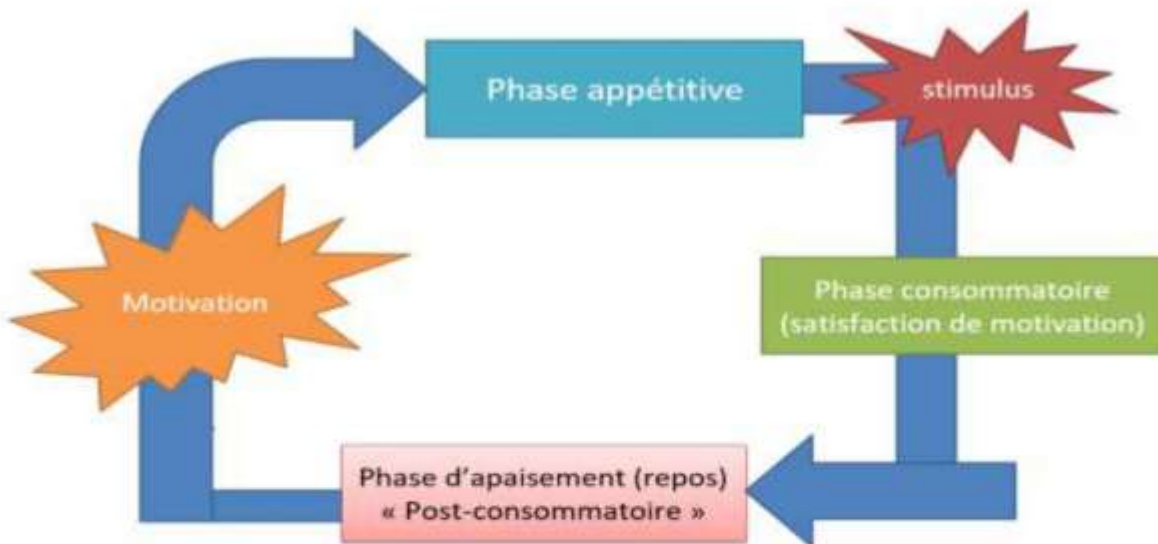 Phase appétitive
stimulus
Motivation
Phase consommatoire
(satisfaction de motivation)
Phase d’apaisement (repos)
« Post-consommatoire »